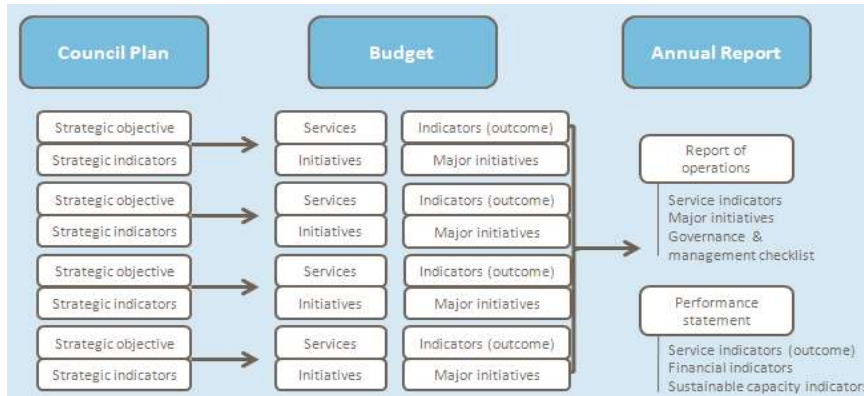 Council Plan
Budget
Annual Report
Strategic objective
Strategic indicators
Services
Initiatives
Indicators (outcome)
Major initiatives
Strategic objective
Strategic indicators
Services
Initiatives
Indicators (outcome)
Major initiatives
Strategic objective
Strategic indicators
Services
Initiatives
Indicators (outcome)
Major initiatives
Strategic objective
Strategic indicators
Services
Initiatives
Indicators (outcome)
Major initiatives
Report of
operations
Service indicators
Major initiatives
Governance &
management checklist
Performance
statement
Service indicators (outcome)
Financial indicators
Sustainable capacity indicators